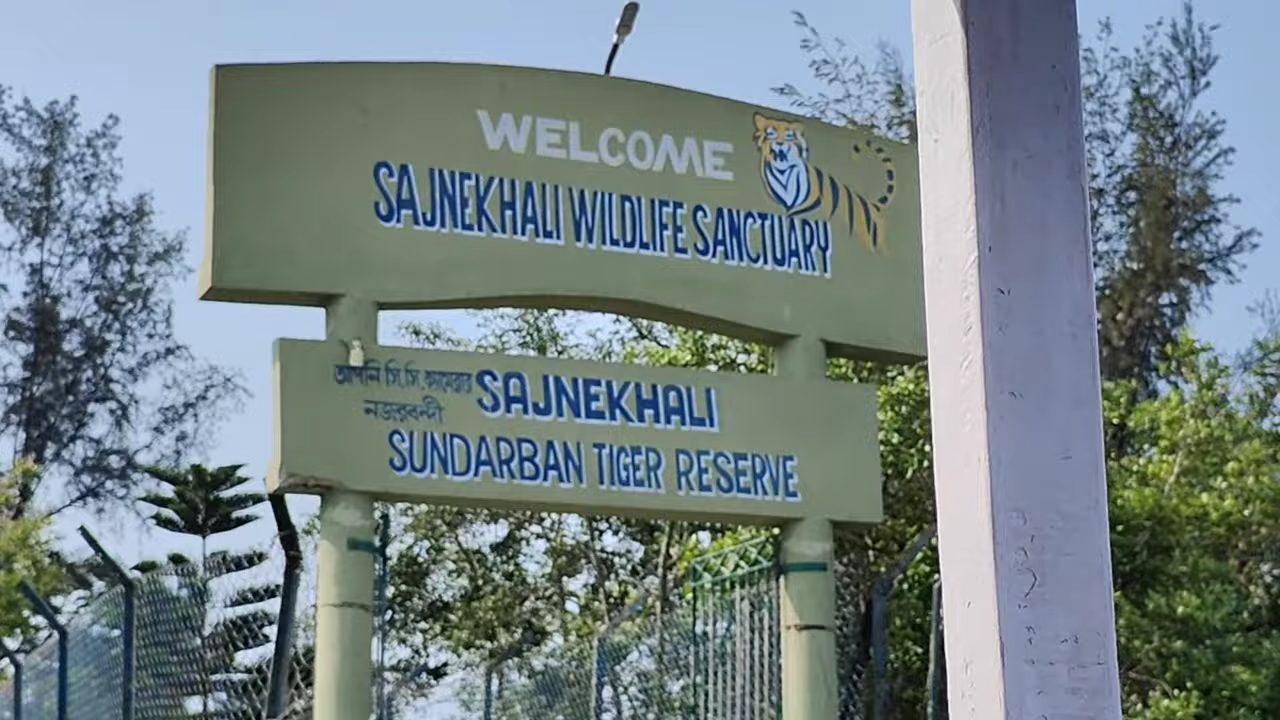 WELCOME
SAJNEKHALI WILDLIFE SANCTUARY
আপনি সি.সি. ক্যামেরার
নজরবন্দী
SAJNEKHALI
SUNDARBAN TIGER RESERVE